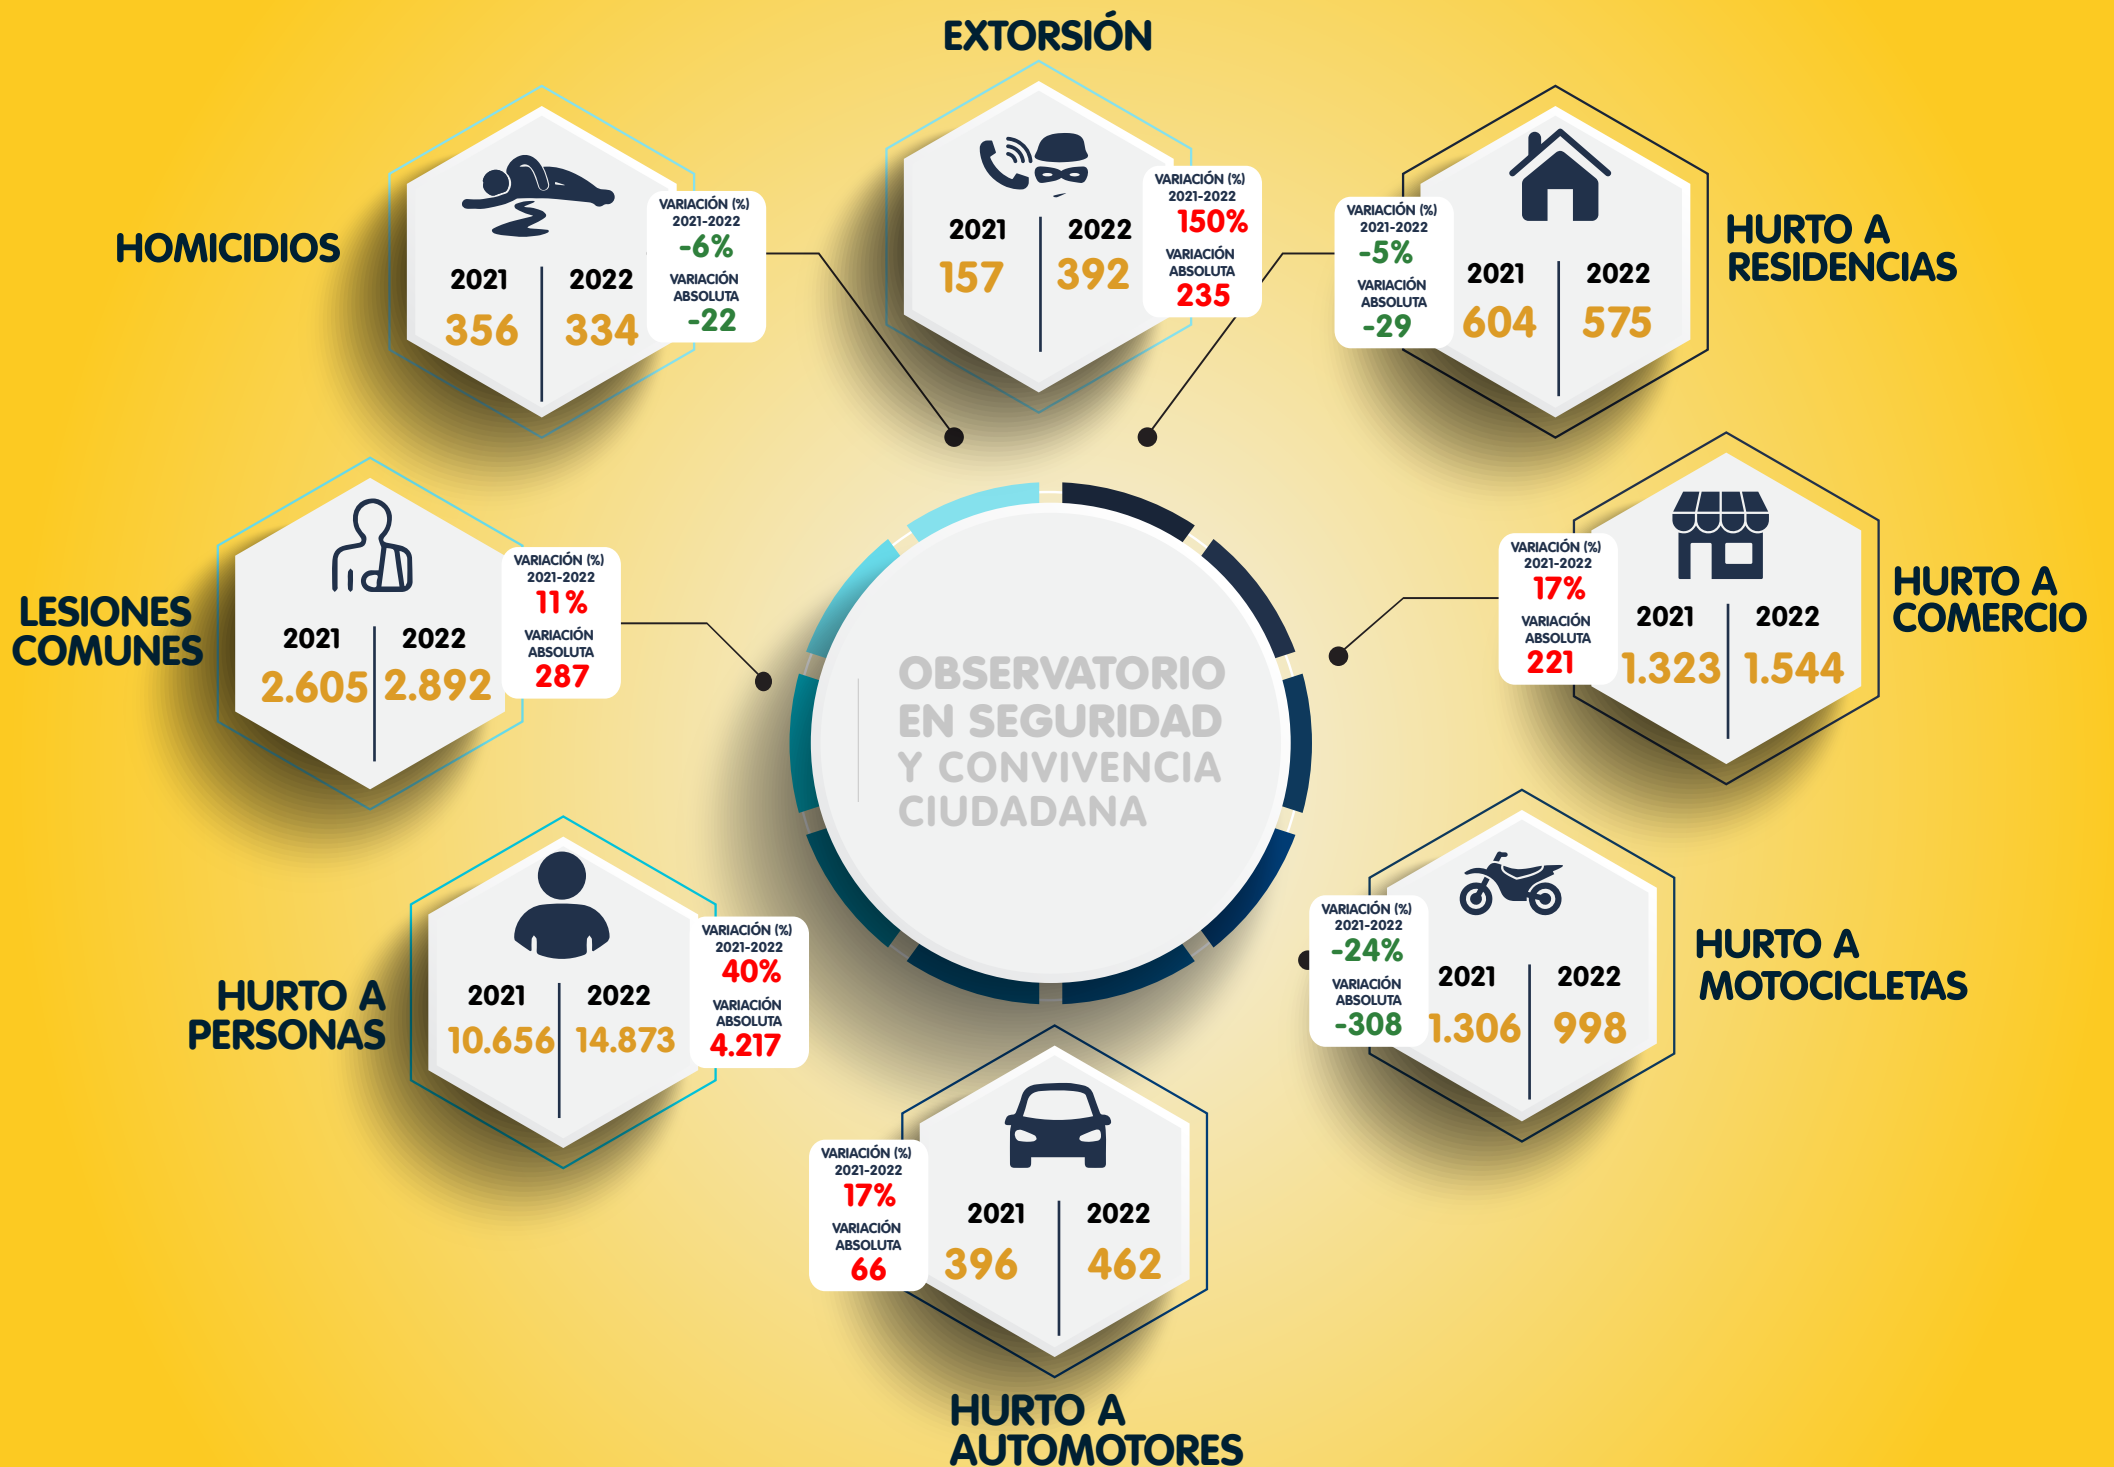 EXTORSIÓN
2021
2022
157
392
VARIACIÓN (%)
2021-2022
150%
VARIACIÓN
ABSOLUTA
235
HOMICIDIOS
2021
2022
356
334
VARIACIÓN (%)
2021-2022
-6%
VARIACIÓN
ABSOLUTA
-22
HURTO A
RESIDENCIAS
VARIACIÓN (%)
2021-2022
-5%
VARIACIÓN
ABSOLUTA
-29
2021
2022
604
575
LESIONES
COMUNES
2021
2022
2.605
2.892
VARIACIÓN (%)
2021-2022
11%
VARIACIÓN
ABSOLUTA
287
OBSERVATORIO
EN SEGURIDAD
Y CONVIVENCIA
CIUDADANA
HURTO A
COMERCIO
VARIACIÓN (%)
2021-2022
17%
VARIACIÓN
ABSOLUTA
221
2021
2022
1.323
1.544
HURTO A
PERSONAS
2021
2022
10.656
14.873
VARIACIÓN (%)
2021-2022
40%
VARIACIÓN
ABSOLUTA
4.217
HURTO A
MOTOCICLETAS
VARIACIÓN (%)
2021-2022
-24%
VARIACIÓN
ABSOLUTA
-308
2021
2022
1.306
998
VARIACIÓN (%)
2021-2022
17%
VARIACIÓN
ABSOLUTA
66
2021
2022
396
462
HURTO A
AUTOMOTORES